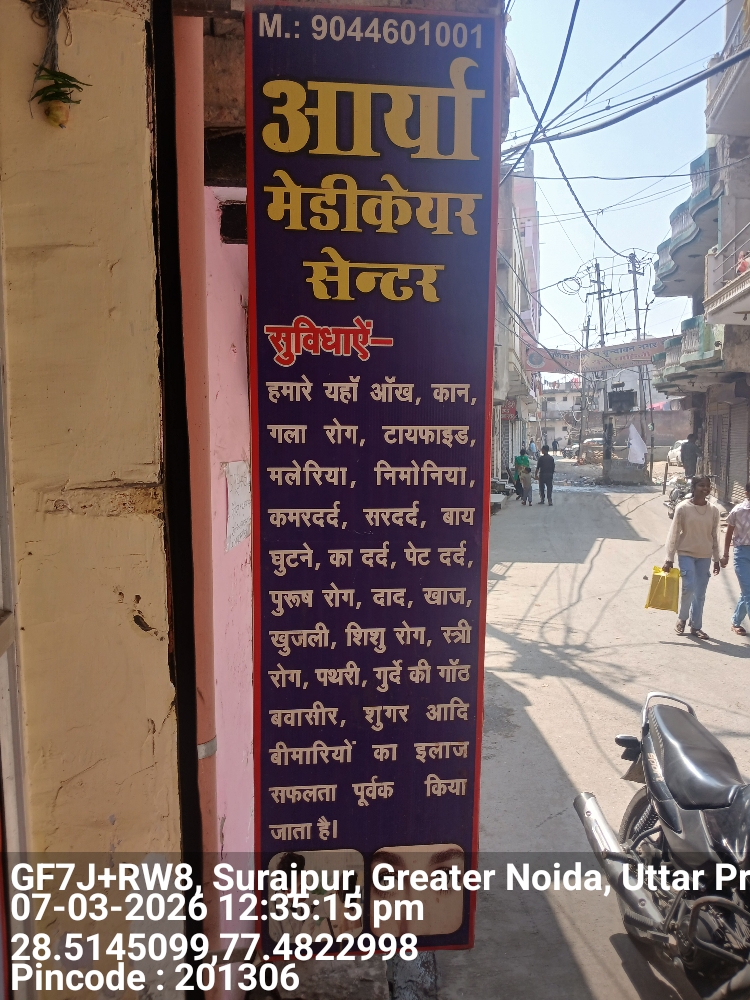 M.: 9044601001
आर्या
मेडीकेयर
सेन्टर
सुविधाऐं–
हमारे यहाँ आँख, कान,
गला रोग, टायफाइड,
मलेरिया, निमोनिया,
कमरदर्द, सरदर्द, बाय
घुटने, का दर्द, पेट दर्द,
पुरूष रोग, दाद, खाज,
खुजली, शिशु रोग, स्त्री
रोग, पथरी, गुर्दे की गाँठ
बवासीर, शुगर आदि
बीमारियों का इलाज
सफलता पूर्वक किया
जाता है।
GF7J+RW8, Surajpur, Greater Noida, Uttar Pr
07-03-2026 12:35:15 pm
28.5145099,77.4822998
Pincode : 201306